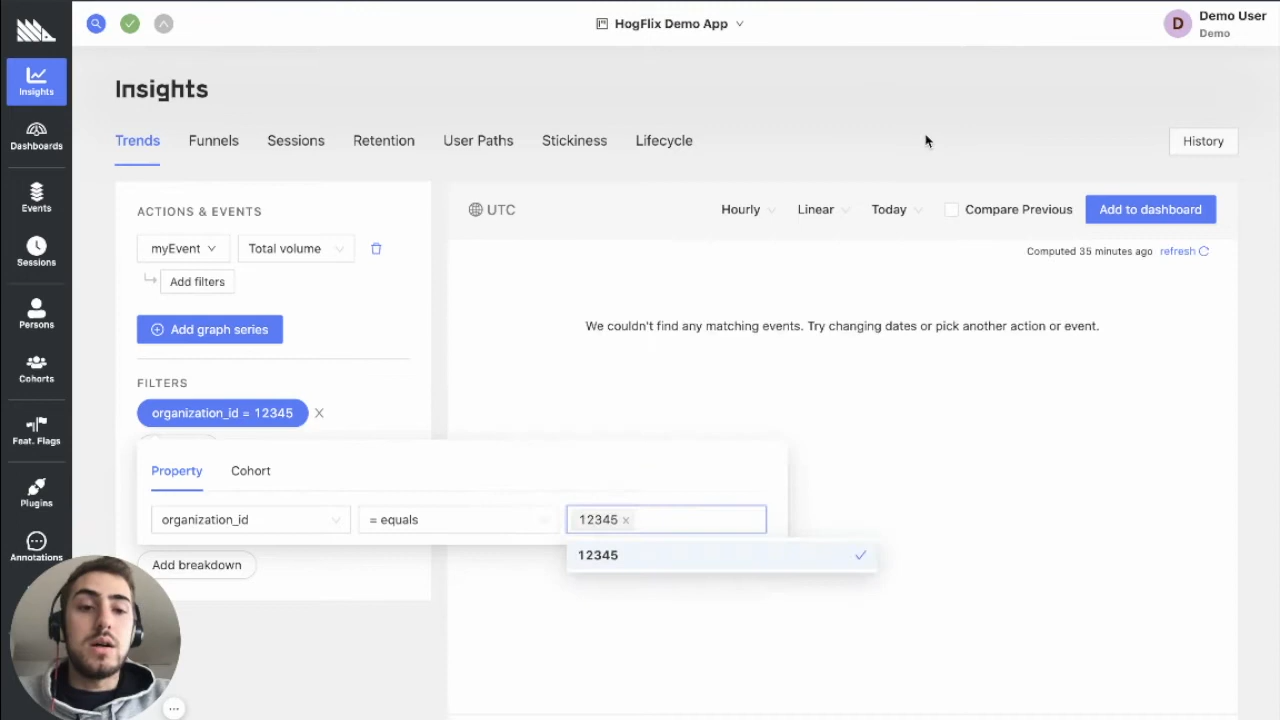 HogFlix Demo App
D
Demo User
Demo
Insights
Dashboards
Events
Sessions
Persons
Cohorts
Feat. Flags
Plugins
Annotations
Insights
Trends
Funnels
Sessions
Retention
User Paths
Stickiness
Lifecycle
History
ACTIONS & EVENTS
myEvent
Total volume
Add filters
Add graph series
FILTERS
organization_id = 12345
Property
Cohort
organization_id
= equals
12345
12345
Add breakdown
UTC
Hourly
Linear
Today
Compare Previous
Add to dashboard
Computed 35 minutes ago refresh
We couldn't find any matching events. Try changing dates or pick another action or event.